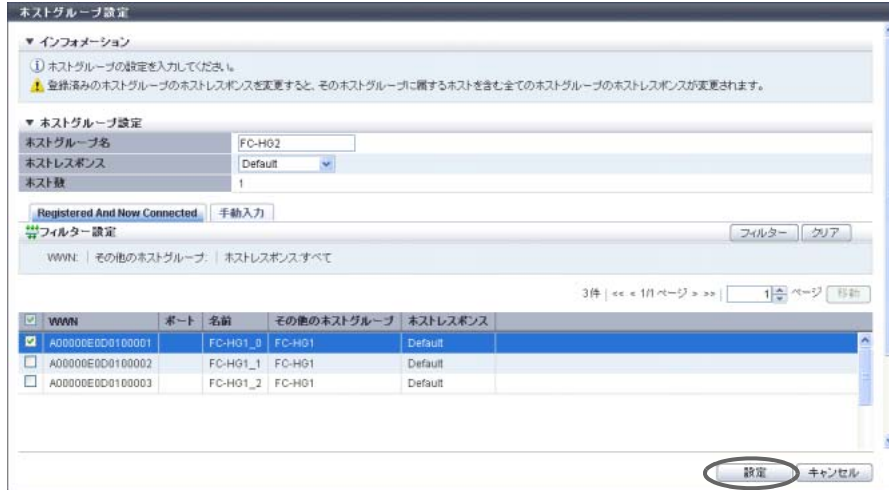 ホストグループ設定
▼ インフォメーション
ホストグループの設定を入力してください。
登録済みのホストグループのホストレスポンスを変更すると、そのホストグループに属するホストを含む全てのホストグループのホストレスポンスが変更されます。
▼ ホストグループ設定
ホストグループ名 FC-HG2
ホストレスポンス Default
ホスト数 1
Registered And Now Connected 手動入力
フィルター設定 フィルター クリア
WWN: | その他のホストグループ: | ホストレスポンス:すべて
3件 | << < 1/1 ページ > >> | 1 ページ 移動
WWN ポート 名前 その他のホストグループ ホストレスポンス
A00000E0D0100001 FC-HG1_0 FC-HG1 Default
A00000E0D0100002 FC-HG1_1 FC-HG1 Default
A00000E0D0100003 FC-HG1_2 FC-HG1 Default
設定 キャンセル